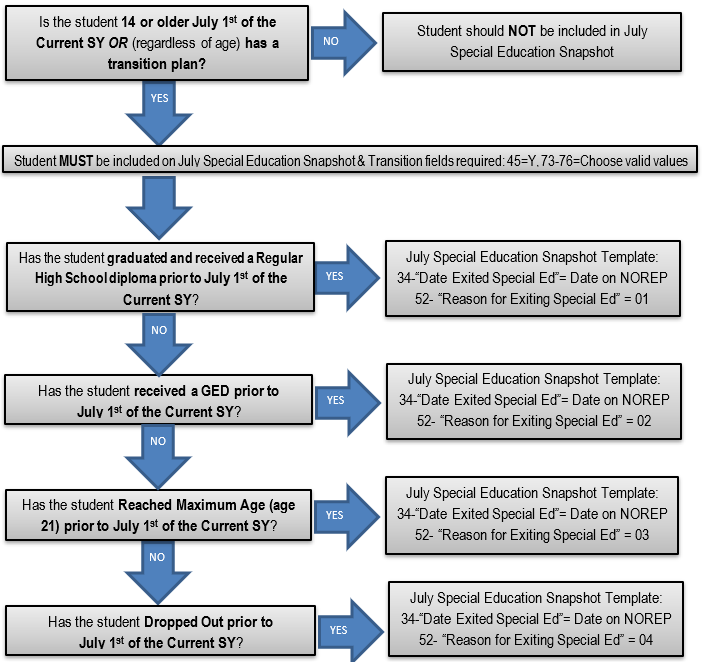 Is the student 14 or older July 1st of the
Current SY OR (regardless of age) has a
transition plan?
NO
Student should NOT be included in July
Special Education Snapshot
YES
Student MUST be included on July Special Education Snapshot & Transition fields required: 45=Y, 73-76=Choose valid values
Has the student graduated and received a Regular
High School diploma prior to July 1st of the
Current SY?
YES
July Special Education Snapshot Template:
34-“Date Exited Special Ed”= Date on NOREP
52- “Reason for Exiting Special Ed” = 01
NO
Has the student received a GED prior to
July 1st of the Current SY?
YES
July Special Education Snapshot Template:
34-“Date Exited Special Ed”= Date on NOREP
52- “Reason for Exiting Special Ed” = 02
NO
Has the student Reached Maximum Age (age
21) prior to July 1st of the Current SY?
YES
July Special Education Snapshot Template:
34-“Date Exited Special Ed”= Date on NOREP
52- “Reason for Exiting Special Ed” = 03
NO
Has the student Dropped Out prior to
July 1st of the Current SY?
YES
July Special Education Snapshot Template:
34-“Date Exited Special Ed”= Date on NOREP
52- “Reason for Exiting Special Ed” = 04